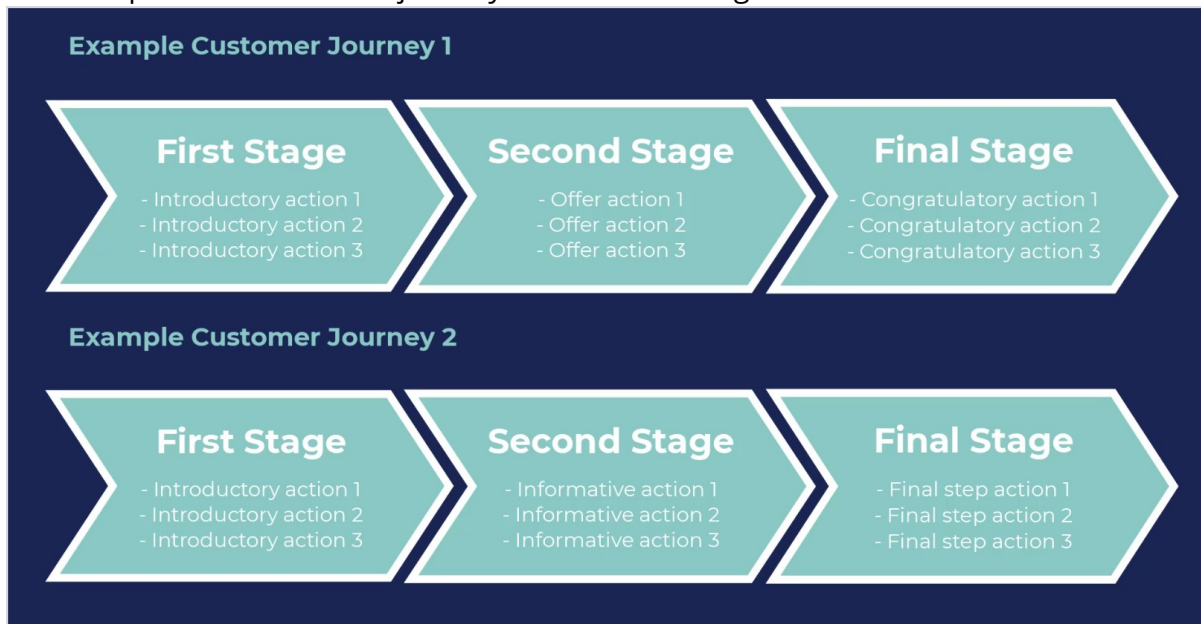 Example Customer Journey 1
First Stage
- Introductory action 1
- Introductory action 2
- Introductory action 3
Second Stage
- Offer action 1
- Offer action 2
- Offer action 3
Final Stage
- Congratulatory action 1
- Congratulatory action 2
- Congratulatory action 3
Example Customer Journey 2
First Stage
- Introductory action 1
- Introductory action 2
- Introductory action 3
Second Stage
- Informative action 1
- Informative action 2
- Informative action 3
Final Stage
- Final step action 1
- Final step action 2
- Final step action 3